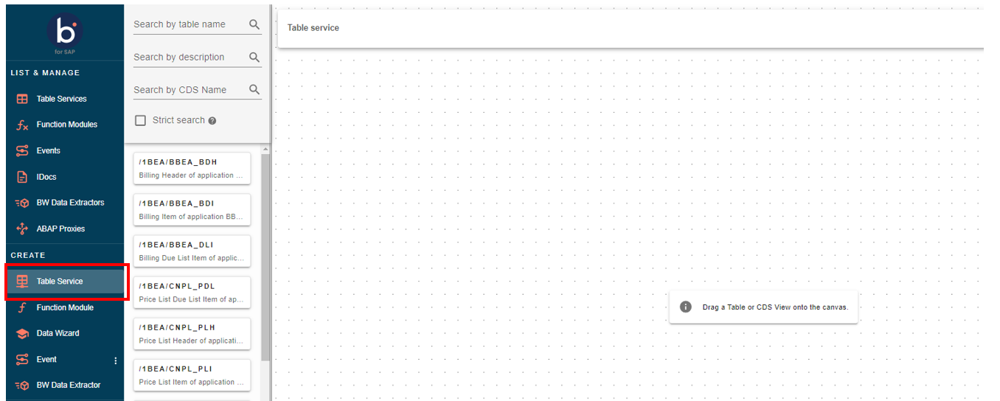 b
for SAP
LIST & MANAGE
Table Services
Function Modules
Events
IDocs
BW Data Extractors
ABAP Proxies
CREATE
Table Service
Function Module
Data Wizard
Event
BW Data Extractor
Search by table name
Search by description
Search by CDS Name
Strict search
/1BEA/BBEA_BDH
Billing Header of application ...
/1BEA/BBEA_BDI
Billing Item of application BB...
/1BEA/BBEA_DLI
Billing Due List Item of applic...
/1BEA/CNPL_PDL
Price List Due List Item of ap...
/1BEA/CNPL_PLH
Price List Header of applicati...
/1BEA/CNPL_PLI
Price List Item of application ...
Table service
Drag a Table or CDS View onto the canvas.